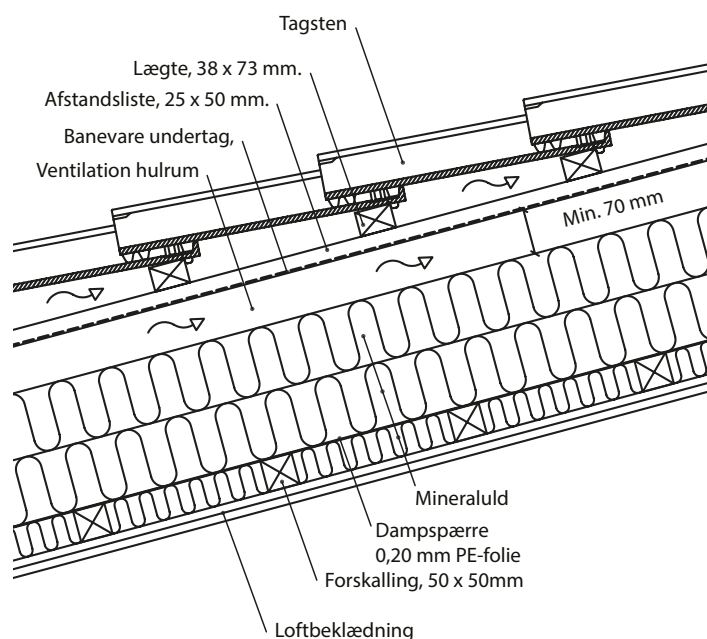 Tagsten
Lægte, 38 x 73 mm.
Afstandsliste, 25 x 50 mm.
Banevare undertag,
Ventilation hulrum
Min. 70 mm
Mineraluld
Dampspærre
0,20 mm PE-folie
Forskalling, 50 x 50mm
Loftbeklædning